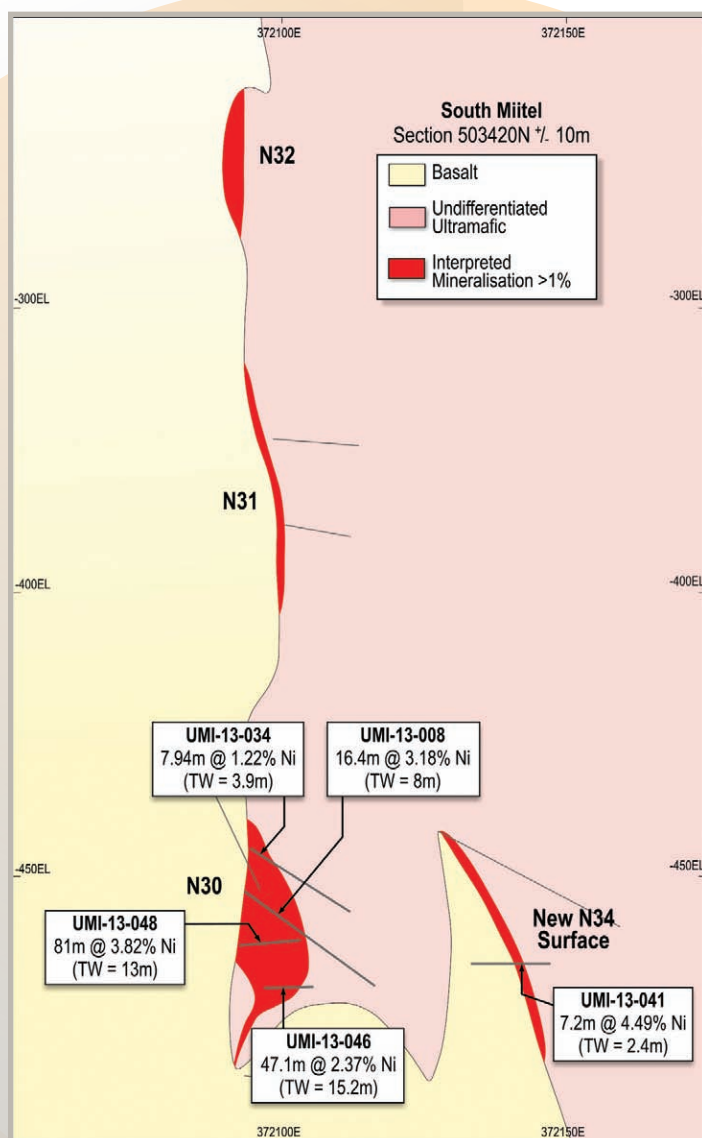 372100E
372150E
South Miitel
Section 503420N +/- 10m
Basalt
Undifferentiated
Ultramafic
Interpreted
Mineralisation >1%
N32
-300EL
-300EL
N31
-400EL
-400EL
UMI-13-034
7.94m @ 1.22% Ni
(TW = 3.9m)
UMI-13-008
16.4m @ 3.18% Ni
(TW = 8m)
-450EL
-450EL
N30
New N34
Surface
UMI-13-048
81m @ 3.82% Ni
(TW = 13m)
UMI-13-041
7.2m @ 4.49% Ni
(TW = 2.4m)
UMI-13-046
47.1m @ 2.37% Ni
(TW = 15.2m)
372100E
372150E